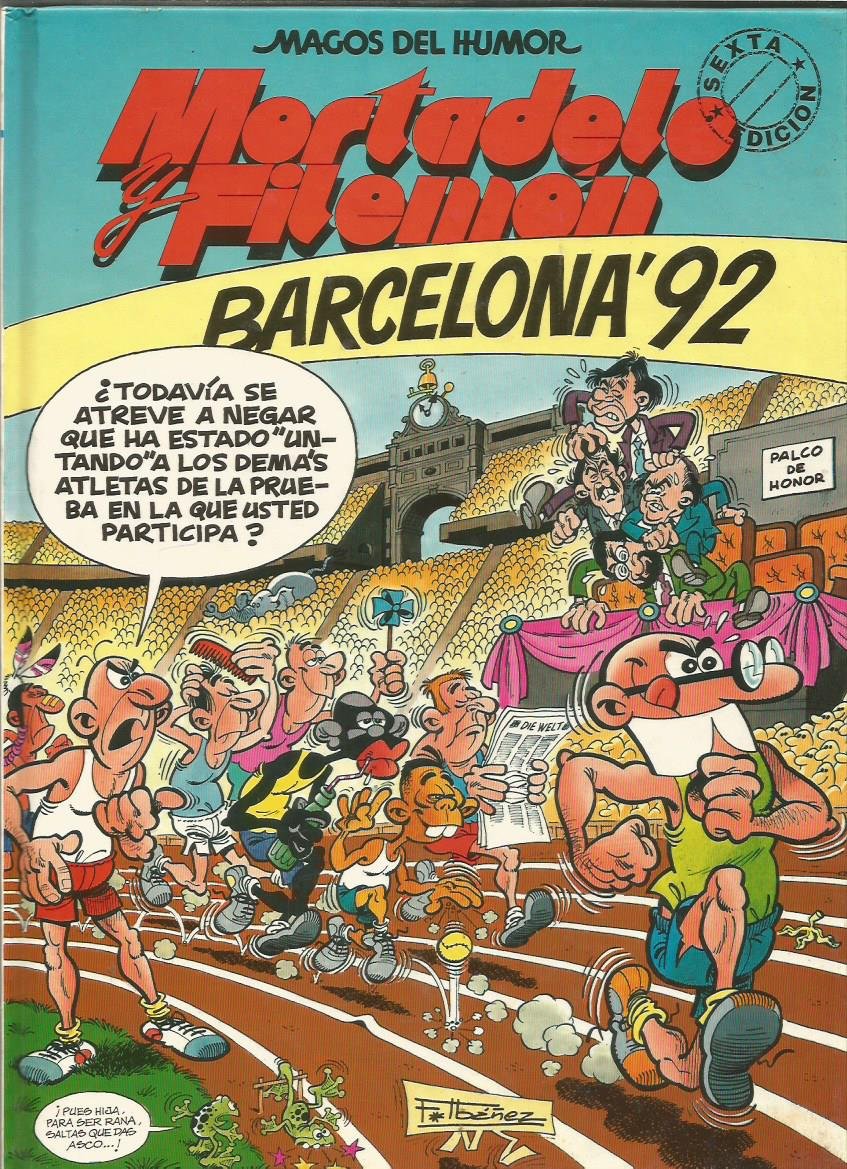 MAGOS DEL HUMOR
SEXTA
EDICION
Mortadelo
y Filemón
BARCELONA'92
¿TODAVÍA SE
ATREVE A NEGAR
QUE HA ESTADO "UN-
TANDO" A LOS DEMÁS
ATLETAS DE LA PRUE-
BA EN LA QUE USTED
PARTICIPA?
PALCO
DE
HONOR
DIE WELT
¡PUES HIJA,
PARA SER RANA,
SALTAS QUE DAS
ASCO...!
F. Ibáñez